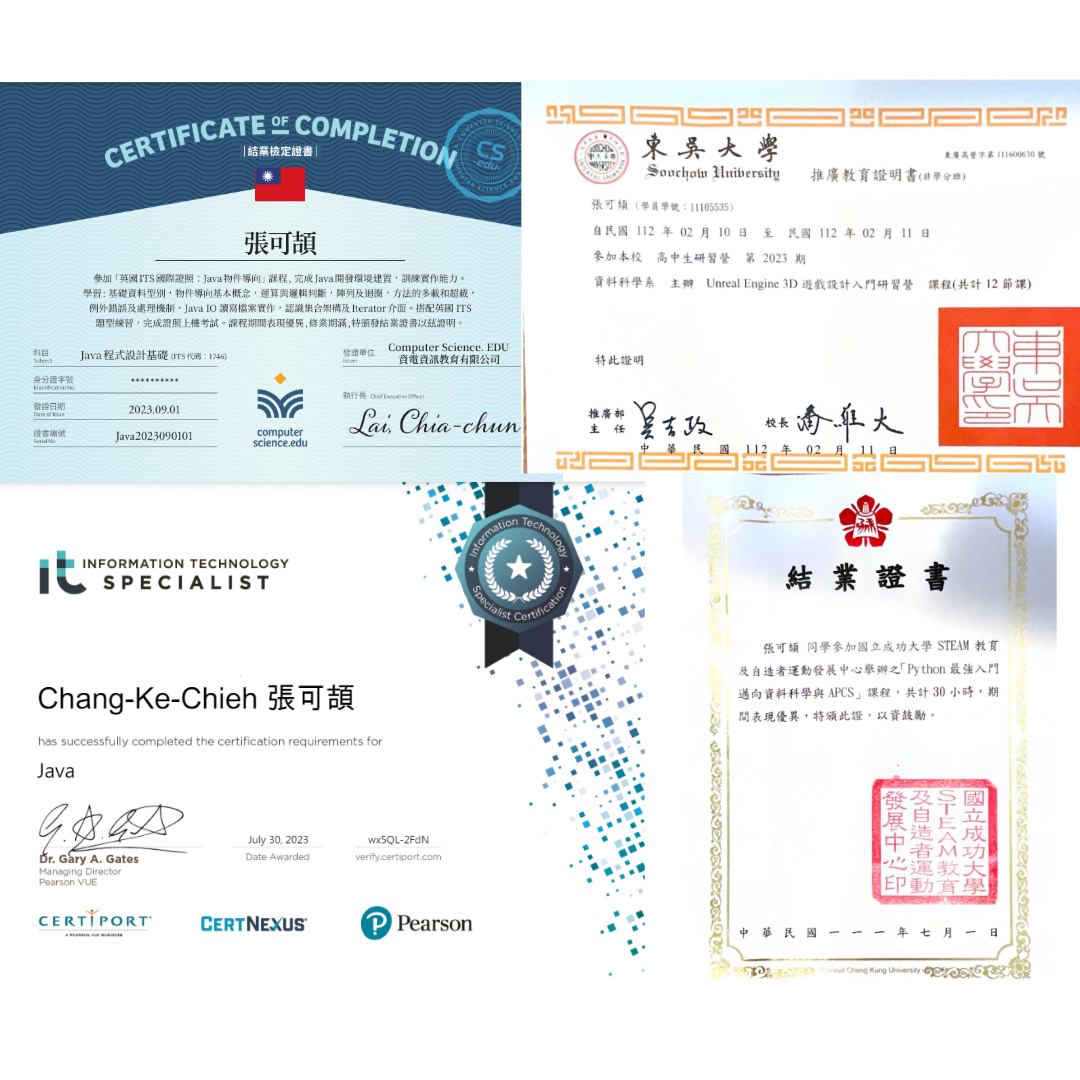 CERTIFICATE OF COMPLETION
|結業檢定證書|
CS
-edu-
張可頡
參加「英國ITS國際證照：Java物件導向」課程，完成Java開發環境建置，訓練實作能力。
學習：基礎資料型別，物件導向基本概念，運算與邏輯判斷，陣列及迴圈，方法的多載和超載，
例外錯誤及處理機制，Java IO 讀寫檔案實作，認識集合架構及Iterator介面。搭配英國 ITS
題型練習，完成證照上機考試。課程期間表現優異，修業期滿，特頒發結業證書以茲證明。
科目
Subject
Java 程式設計基礎 (ITS 代碼：1746)
身分證字號
Identification No.
**********
發證日期
Date of Issue
2023.09.01
證書編號
Serial No.
Java2023090101
computer
science.edu
發證單位
Issuer
Computer Science. EDU
資電資訊教育有限公司
執行長 Chief Executive Officer
Lai, Chia-chun
東吳大學
Soochow University
東廣高營字第 111600630 號
推廣教育證明書(非學分班)
張可頡 (學員學號：11105535)
自民國 112 年 02 月 10 日 至 民國 112 年 02 月 11 日
參加本校 高中生研習營 第 2023 期
資料科學系 主辦 Unreal Engine 3D 遊戲設計入門研習營 課程(共計 12 節課)
特此證明
東吳大學印
推廣部
主任
吳吉政
校長
潘維大
中華民國 112 年 02 月 11 日
it INFORMATION TECHNOLOGY
SPECIALIST
Information Technology
Specialist Certification
Chang-Ke-Chieh 張可頡
has successfully completed the certification requirements for
Java
Dr. Gary A. Gates
Managing Director
Pearson VUE
July 30, 2023
Date Awarded
wx5QL-2FdN
verify.certiport.com
CERTIPORT
A PEARSON VUE BUSINESS
CERTNEXUS
Pearson
結業證書
張可頡 同學參加國立成功大學 STEAM 教育
及自造者運動發展中心舉辦之「Python 最強入門
邁向資料科學與 APCS」課程，共計 30 小時，期
間表現優異，特頒此證，以資鼓勵。
國立成功大學
STEAM教育
及自造者運動
發展中心印
中華民國一一一年七月一日
National Cheng Kung University